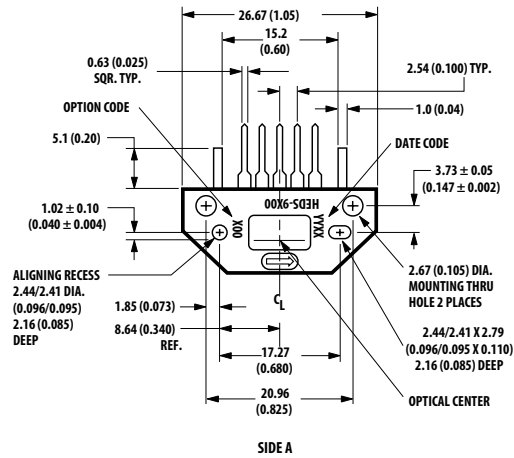 26.67 (1.05)
15.2
(0.60)
0.63 (0.025)
SQR. TYP.
2.54 (0.100) TYP.
OPTION CODE
1.0 (0.04)
5.1 (0.20)
DATE CODE
3.73 ± 0.05
(0.147 ± 0.002)
HEDS-9X00
X00
YYXX
1.02 ± 0.10
(0.040 ± 0.004)
ALIGNING RECESS
2.44/2.41 DIA.
(0.096/0.095)
2.16 (0.085)
DEEP
2.67 (0.105) DIA.
MOUNTING THRU
HOLE 2 PLACES
1.85 (0.073)
CL
8.64 (0.340)
REF.
2.44/2.41 X 2.79
(0.096/0.095 X 0.110)
2.16 (0.085) DEEP
17.27
(0.680)
20.96
(0.825)
OPTICAL CENTER
SIDE A